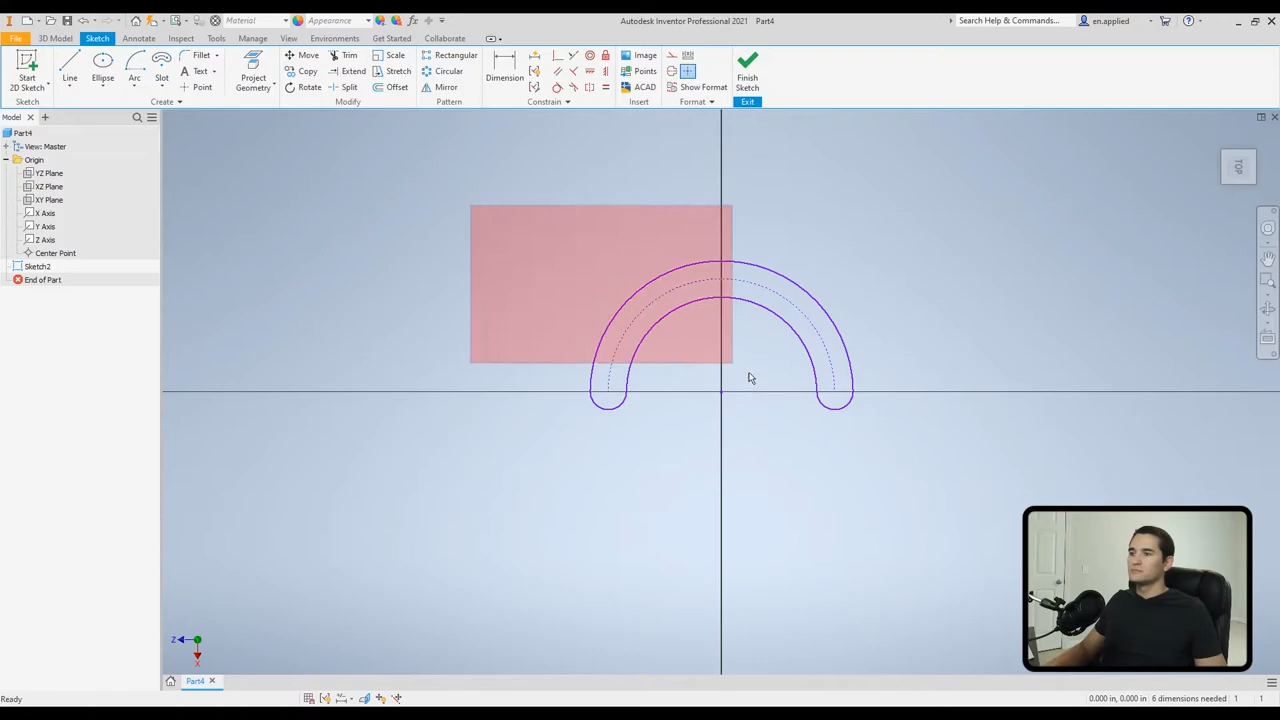 Material
Appearance
Autodesk Inventor Professional 2021 Part4
Search Help & Commands...
en.applied
File 3D Model Sketch Annotate Inspect Tools Manage View Environments Get Started Collaborate
Start
2D Sketch
Line
Ellipse
Arc
Slot
Fillet
Text
Point
Project
Geometry
Move
Copy
Rotate
Trim
Extend
Split
Scale
Stretch
Offset
Rectangular
Circular
Mirror
Dimension
Image
Points
ACAD
Show Format
Finish
Sketch
Sketch Create Modify Pattern Constrain Insert Format Exit
Model
Part4
View: Master
Origin
YZ Plane
XZ Plane
XY Plane
X Axis
Y Axis
Z Axis
Center Point
Sketch2
End of Part
TOP
Z
X
Part4
Ready
0.000 in, 0.000 in 6 dimensions needed 1 1